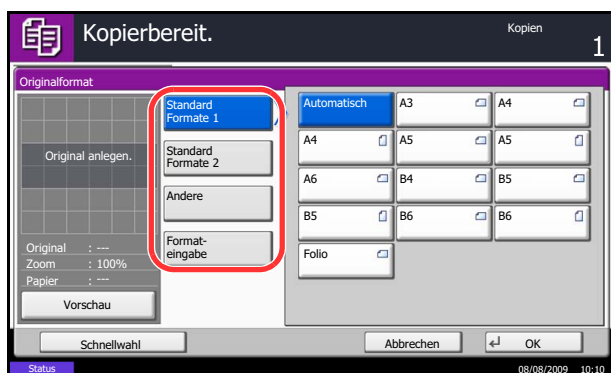 Kopierbereit.
Kopien
1
Originalformat
Original anlegen.
Original : ---
Zoom : 100%
Papier : ---
Vorschau
Standard
Formate 1
Standard
Formate 2
Andere
Format-
eingabe
Automatisch
A3
A4
A4
A5
A5
A6
B4
B5
B5
B6
B6
Folio
Schnellwahl
Abbrechen
OK
Status
08/08/2009 10:10